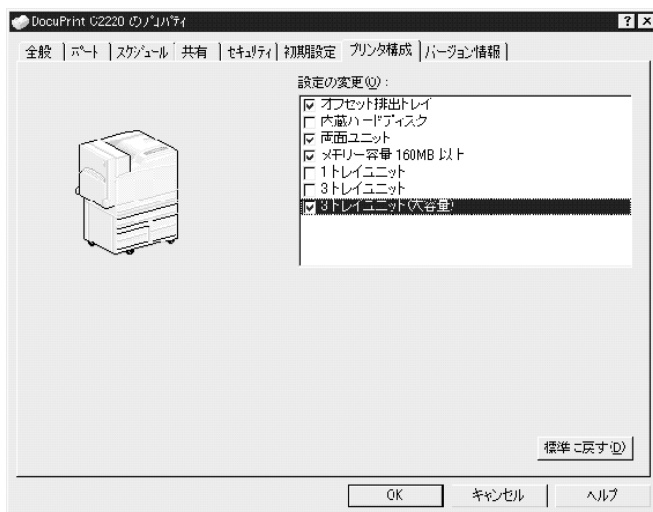 DocuPrint C2220 のプロパティ
全般 ポート スケジュール 共有 セキュリティ 初期設定 プリンタ構成 バージョン情報
設定の変更(U) :
オフセット排出トレイ
内蔵ハードディスク
両面ユニット
メモリー容量 160MB 以上
1トレイユニット
3トレイユニット
3トレイユニット(大容量)
標準に戻す(D)
OK キャンセル ヘルプ